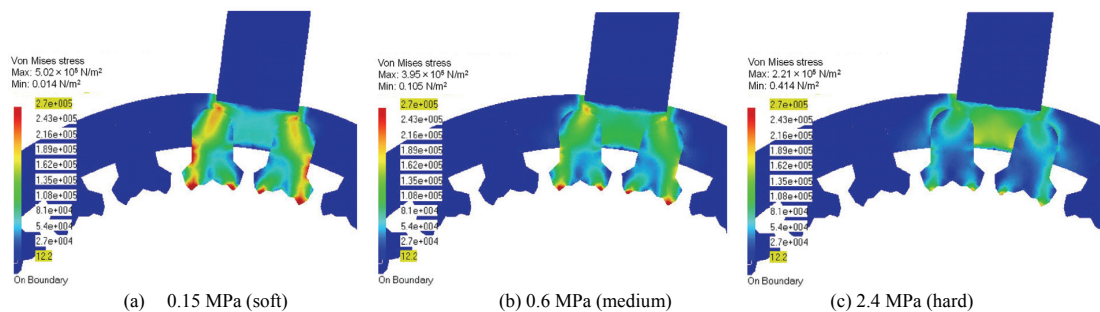 Von Mises stress
Max: 5.02 × 10⁵ N/m²
Min: 0.014 N/m²
2.7e+005
2.43e+005
2.16e+005
1.89e+005
1.62e+005
1.35e+005
1.08e+005
8.1e+004
5.4e+004
2.7e+004
12.2
On Boundary
(a) 0.15 MPa (soft)
Von Mises stress
Max: 3.95 × 10⁵ N/m²
Min: 0.105 N/m²
2.7e+005
2.43e+005
2.16e+005
1.89e+005
1.62e+005
1.35e+005
1.08e+005
8.1e+004
5.4e+004
2.7e+004
12.2
On Boundary
(b) 0.6 MPa (medium)
Von Mises stress
Max: 2.21 × 10⁵ N/m²
Min: 0.414 N/m²
2.7e+005
2.43e+005
2.16e+005
1.89e+005
1.62e+005
1.35e+005
1.08e+005
8.1e+004
5.4e+004
2.7e+004
12.2
On Boundary
(c) 2.4 MPa (hard)